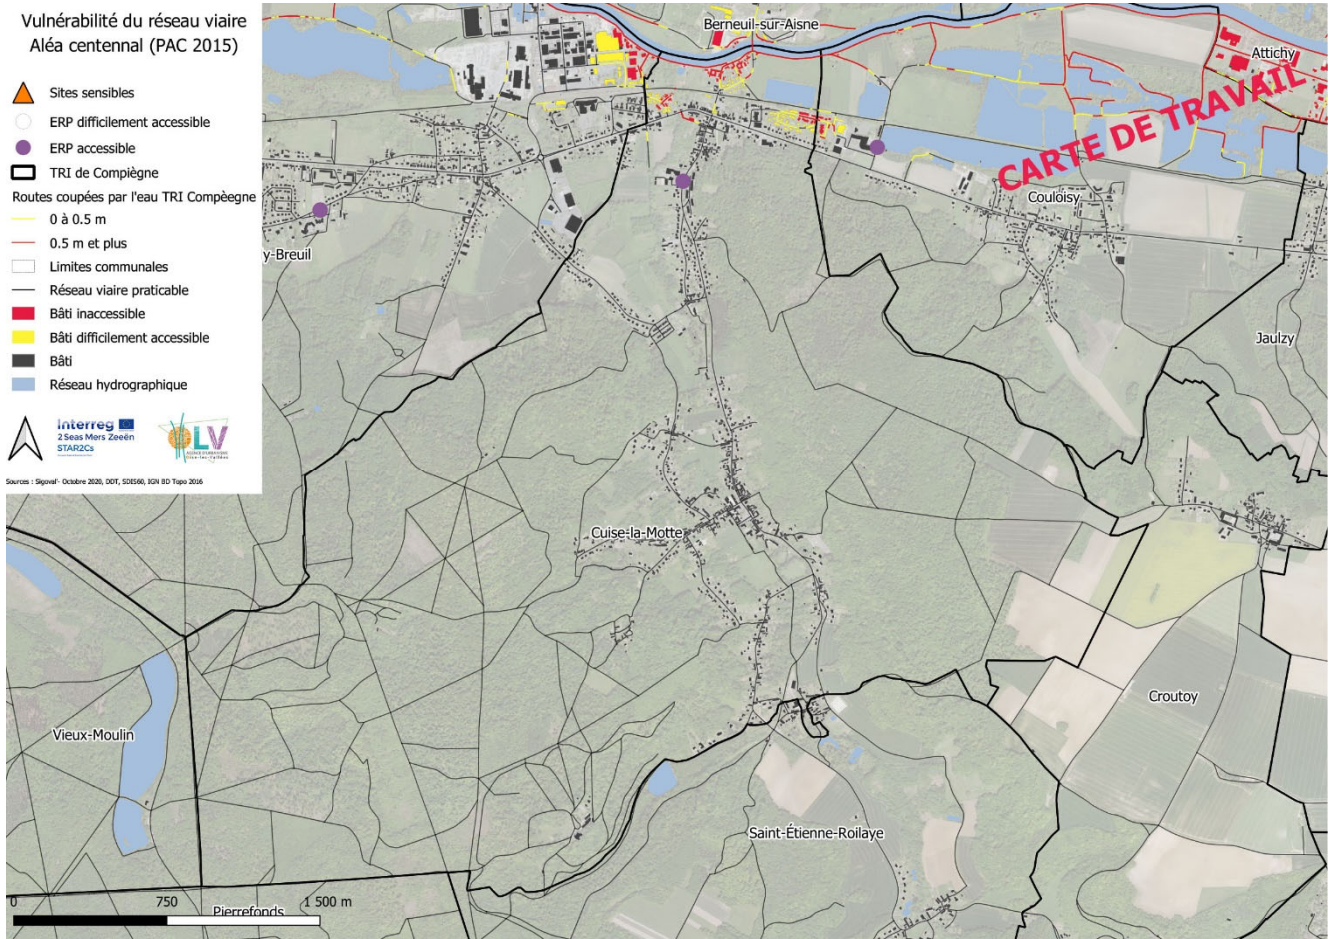 Vulnérabilité du réseau viaire
Aléa centennal (PAC 2015)
Sites sensibles
ERP difficilement accessible
ERP accessible
TRI de Compiègne
Routes coupées par l'eau TRI Compèegne
0 à 0.5 m
0.5 m et plus
Limites communales
Réseau viaire praticable
Bâti inaccessible
Bâti difficilement accessible
Bâti
Réseau hydrographique
Interreg
2 Seas Mers Zeeën
STAR2Cs
OLV
Sources : Sigoval'- Octobre 2020, DDT, SDIS60, IGN BD Topo 2016
Berneuil-sur-Aisne
Attichy
CARTE DE TRAVAIL
Couloisy
y-Breuil
Jaulzy
Cuise-la-Motte
Croutoy
Vieux-Moulin
Saint-Étienne-Roilaye
Pierrefonds
0 750 1 500 m